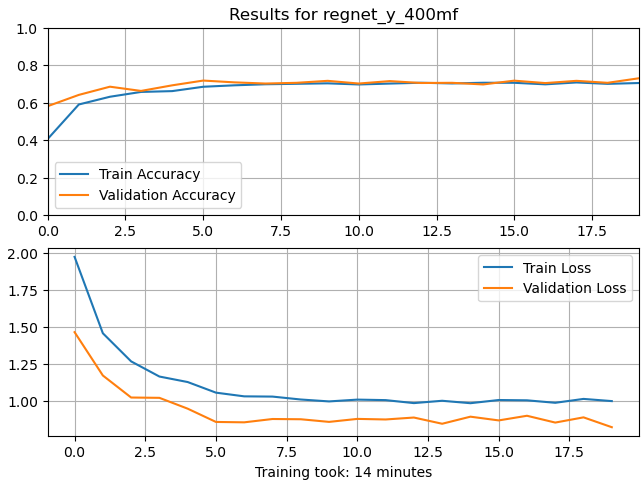 Results for regnet_y_400mf
1.0
0.8
0.6
0.4
0.2
0.0
Train Accuracy
Validation Accuracy
0.0 2.5 5.0 7.5 10.0 12.5 15.0 17.5
2.00
1.75
1.50
1.25
1.00
Train Loss
Validation Loss
0.0 2.5 5.0 7.5 10.0 12.5 15.0 17.5
Training took: 14 minutes